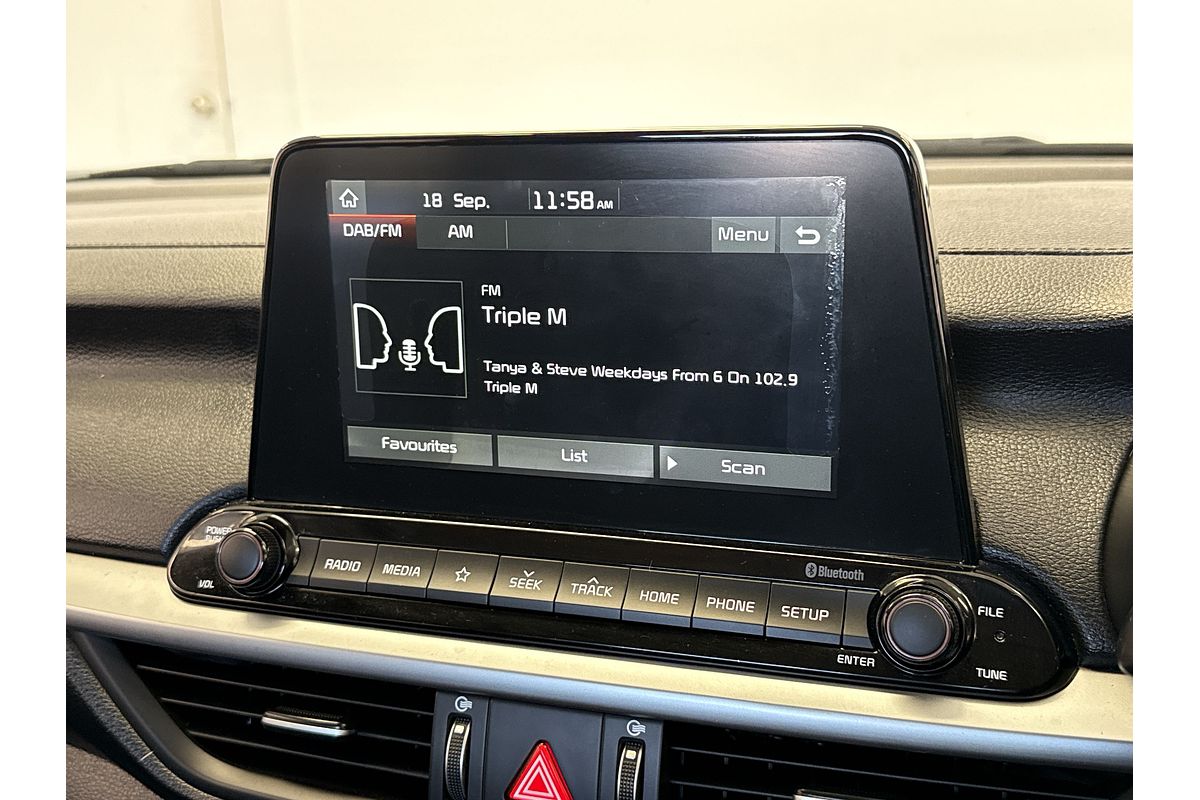 18 Sep. 11:58 AM
DAB/FM AM Menu
FM
Triple M
Tanya & Steve Weekdays From 6 On 102.9
Triple M
Favourites List Scan
POWER
VOL RADIO MEDIA SEEK TRACK HOME PHONE SETUP
Bluetooth
FILE
ENTER
TUNE